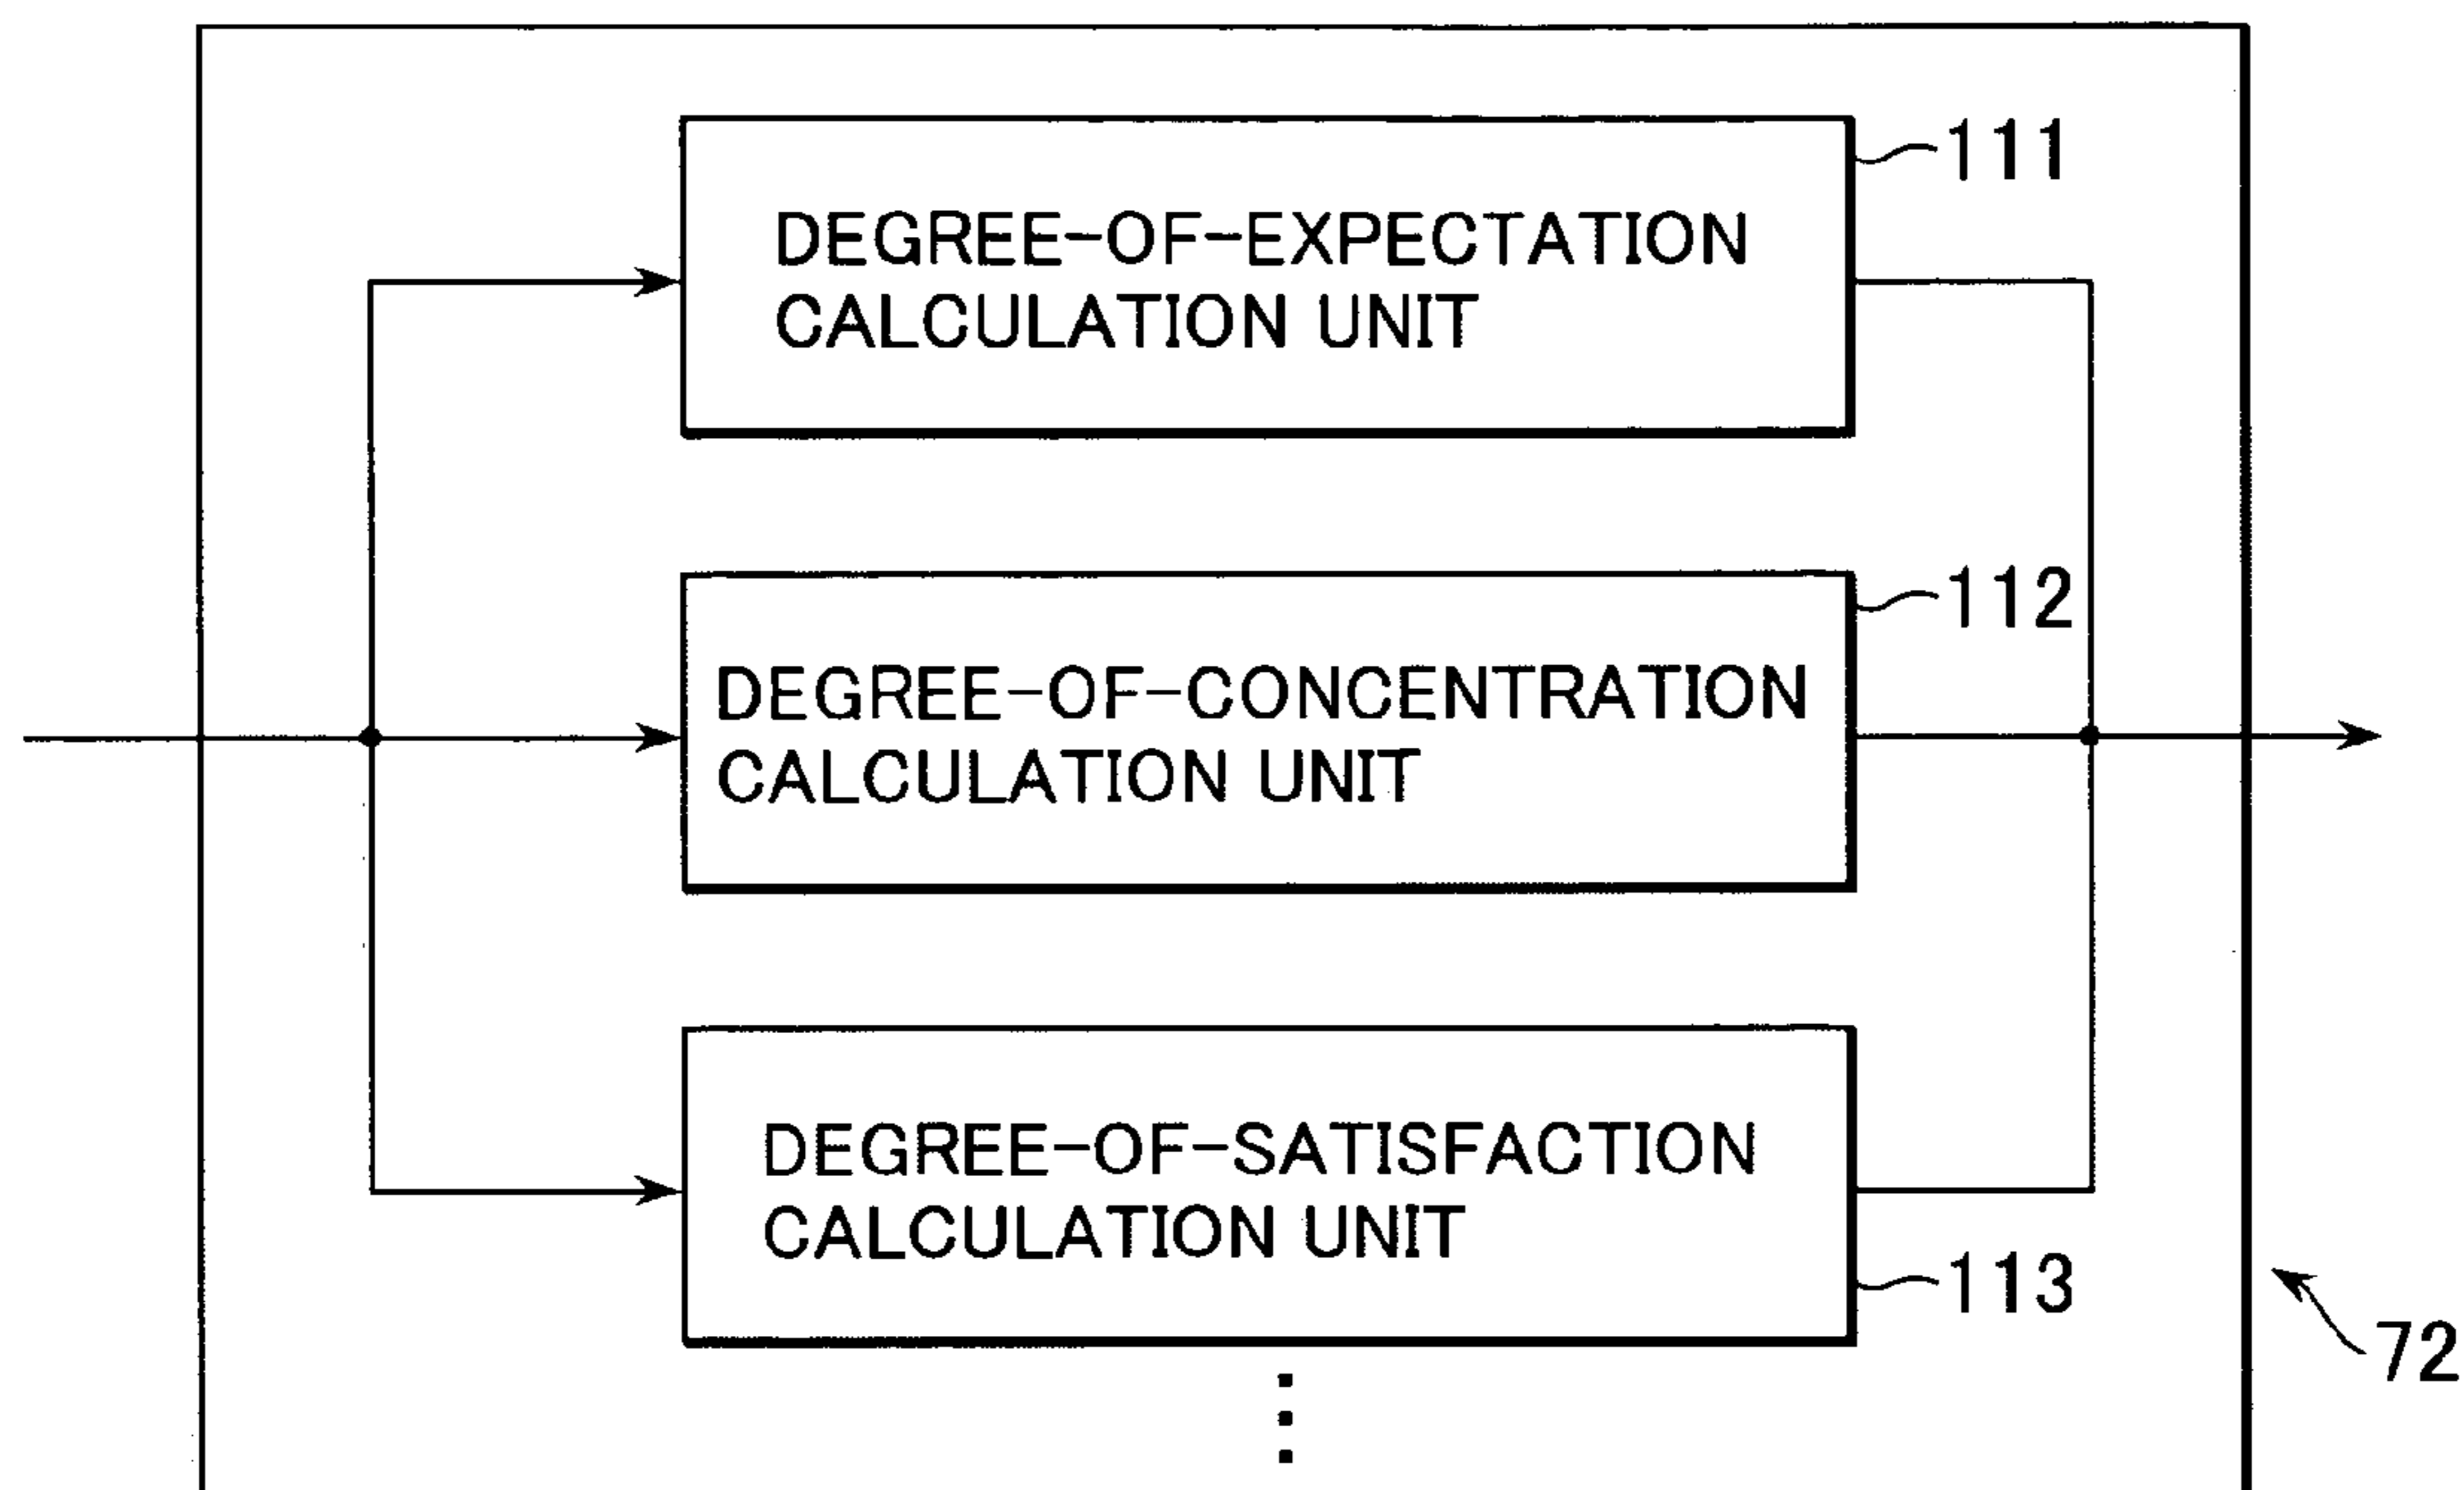 111
DEGREE-OF-EXPECTATION
CALCULATION UNIT
112
DEGREE-OF-CONCENTRATION
CALCULATION UNIT
DEGREE-OF-SATISFACTION
CALCULATION UNIT
113
72